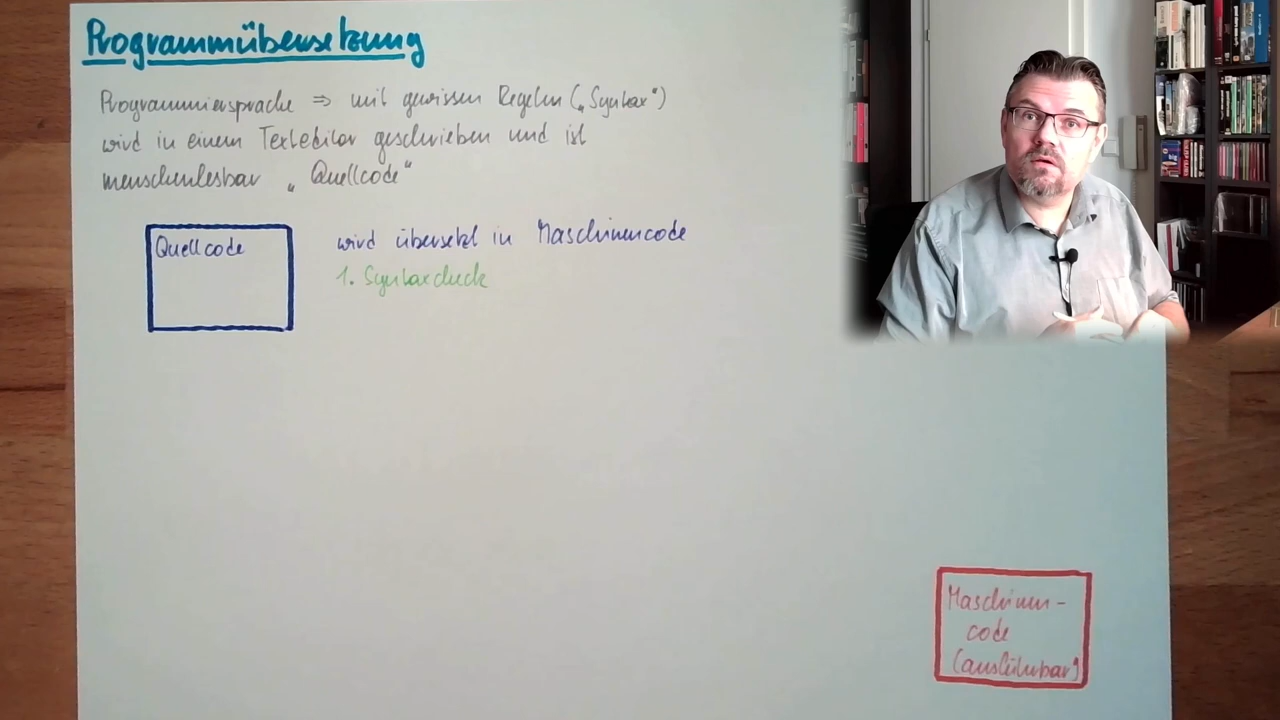 Programmübersetzung
Programmiersprache ⇒ mit gewissen Regeln („Syntax“)
wird in einem Texteditor geschrieben und ist
menschenlesbar „Quellcode“
Quellcode
wird übersetzt in Maschinencode
1. Syntaxcheck
Maschinen-
code
(ausführbar)
big